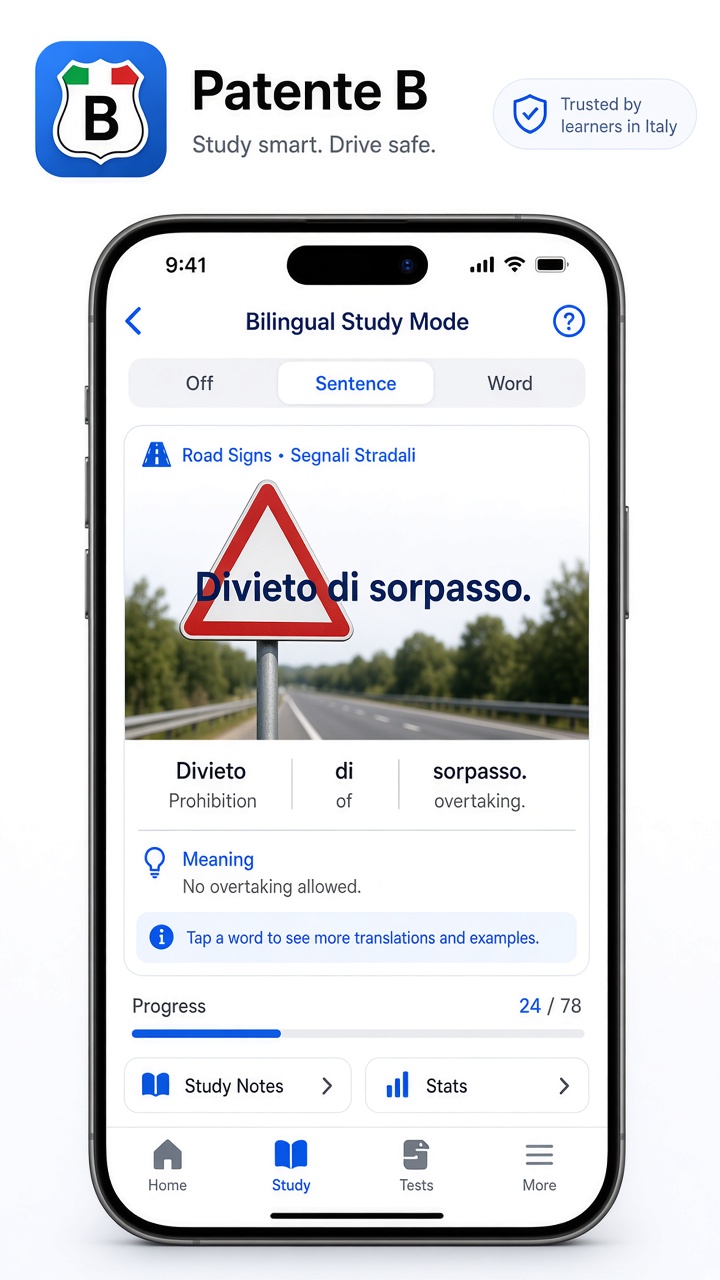 B
Patente B
Study smart. Drive safe.
Trusted by
learners in Italy
9:41
Bilingual Study Mode
?
Off
Sentence
Word
Road Signs • Segnali Stradali
Divieto di sorpasso.
Divieto
di
sorpasso.
Prohibition
of
overtaking.
Meaning
No overtaking allowed.
i
Tap a word to see more translations and examples.
Progress
24 / 78
Study Notes
Stats
Home
Study
Tests
More